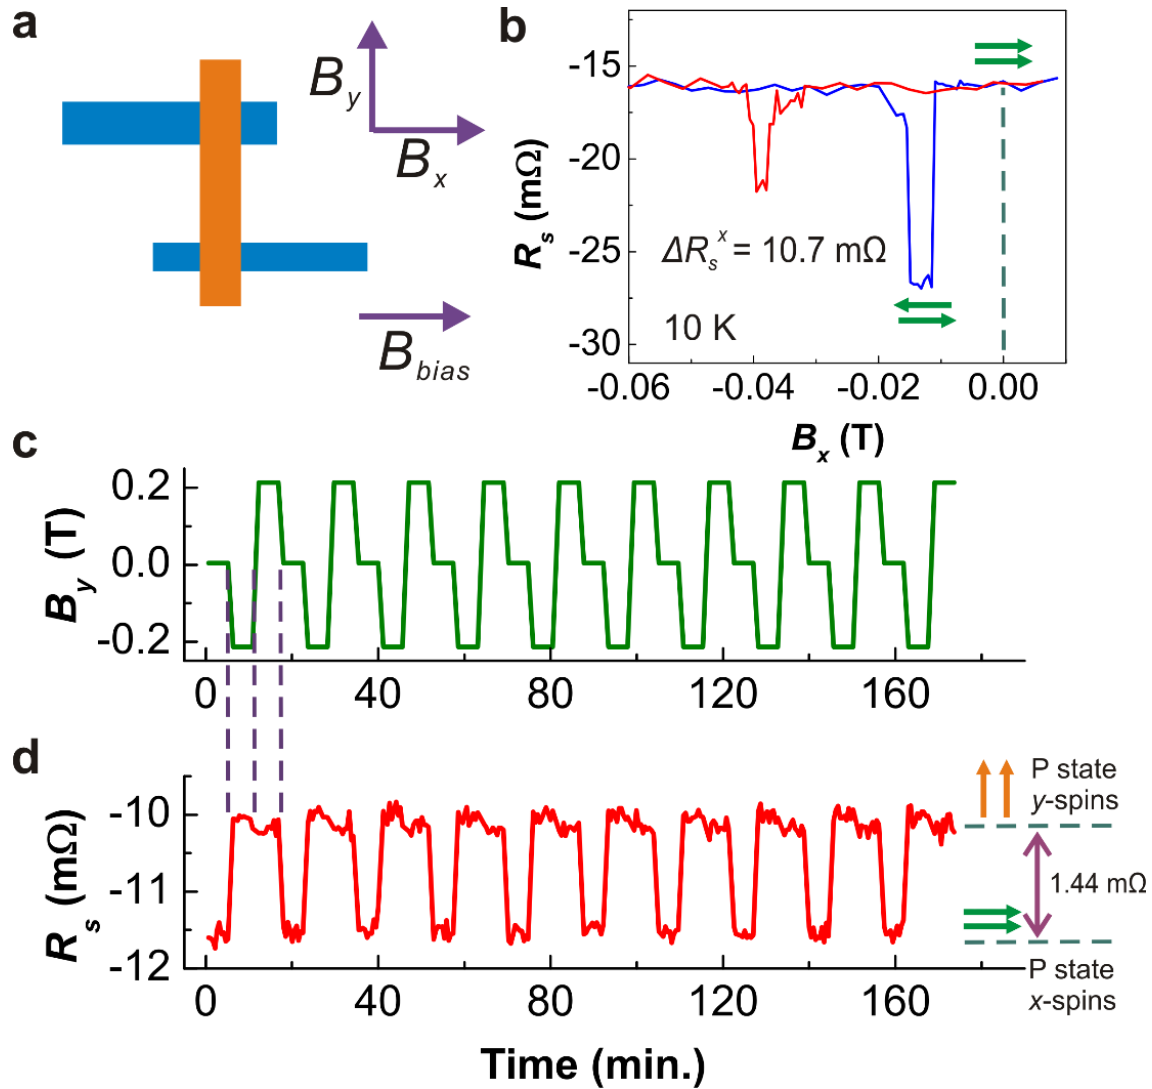 a
B_y
B_x
B_bias
b
R_s (mΩ)
-15
-20
-25
-30
ΔR_s^x = 10.7 mΩ
10 K
-0.06 -0.04 -0.02 0.00
B_x (T)
c
B_y (T)
0.2
0.0
-0.2
0 40 80 120 160
d
R_s (mΩ)
-10
-11
-12
0 40 80 120 160
Time (min.)
P state
y-spins
1.44 mΩ
P state
x-spins